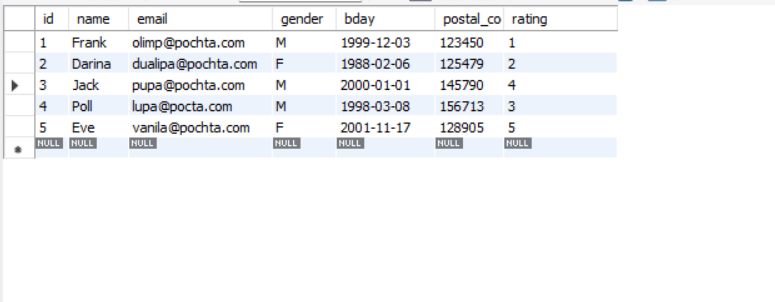 id name email gender bday postal_co rating
1 Frank olimp@pochta.com M 1999-12-03 123450 1
2 Darina dualipa@pochta.com F 1988-02-06 125479 2
3 Jack pupa@pochta.com M 2000-01-01 145790 4
4 Poll lupa@pocta.com M 1998-03-08 156713 3
5 Eve vanila@pochta.com F 2001-11-17 128905 5
NULL NULL NULL NULL NULL NULL NULL